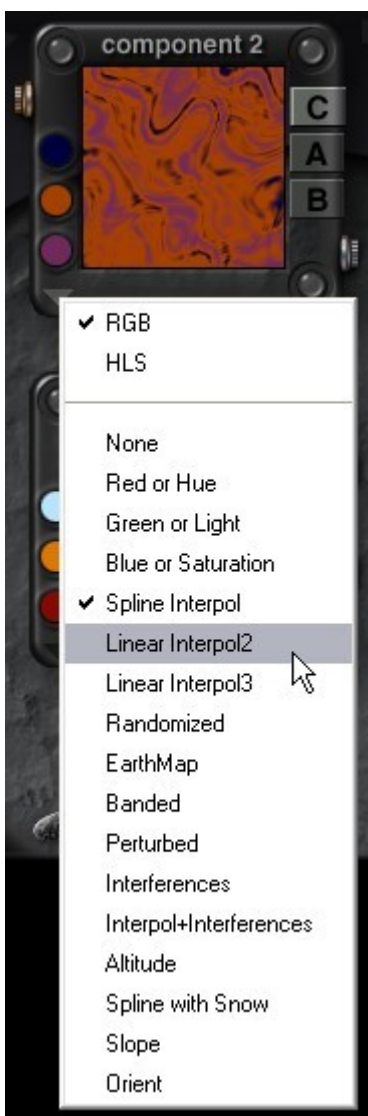 component 2
C
A
B
✔ RGB
HLS
None
Red or Hue
Green or Light
Blue or Saturation
✔ Spline Interpol
Linear Interpol2
Linear Interpol3
Randomized
EarthMap
Banded
Perturbed
Interferences
Interpol+Interferences
Altitude
Spline with Snow
Slope
Orient